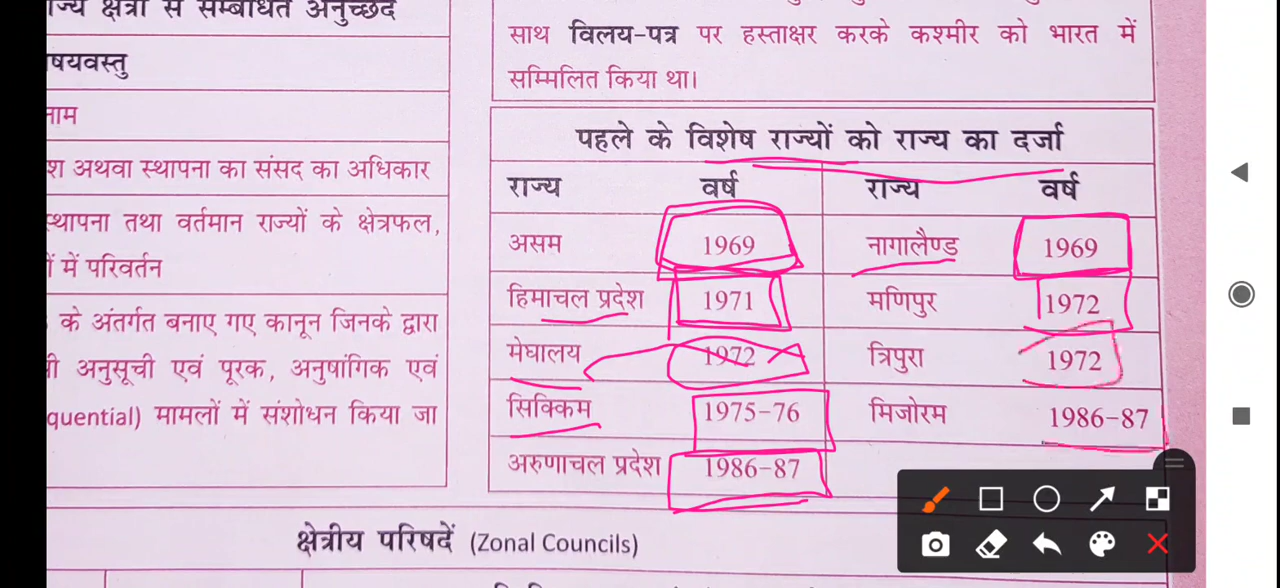 राज्य क्षेत्रों से सम्बंधित अनुच्छेद
षयवस्तु
नाम
श अथवा स्थापना का संसद का अधिकार
स्थापना तथा वर्तमान राज्यों के क्षेत्रफल,
ों में परिवर्तन
के अंतर्गत बनाए गए कानून जिनके द्वारा
ी अनुसूची एवं पूरक, अनुषांगिक एवं
quential) मामलों में संशोधन किया जा
साथ विलय-पत्र पर हस्ताक्षर करके कश्मीर को भारत में
सम्मिलित किया था।
पहले के विशेष राज्यों को राज्य का दर्जा
राज्य वर्ष राज्य वर्ष
असम 1969 नागालैण्ड 1969
हिमाचल प्रदेश 1971 मणिपुर 1972
मेघालय 1972 त्रिपुरा 1972
सिक्किम 1975-76 मिजोरम 1986-87
अरुणाचल प्रदेश 1986-87
क्षेत्रीय परिषदें (Zonal Councils)